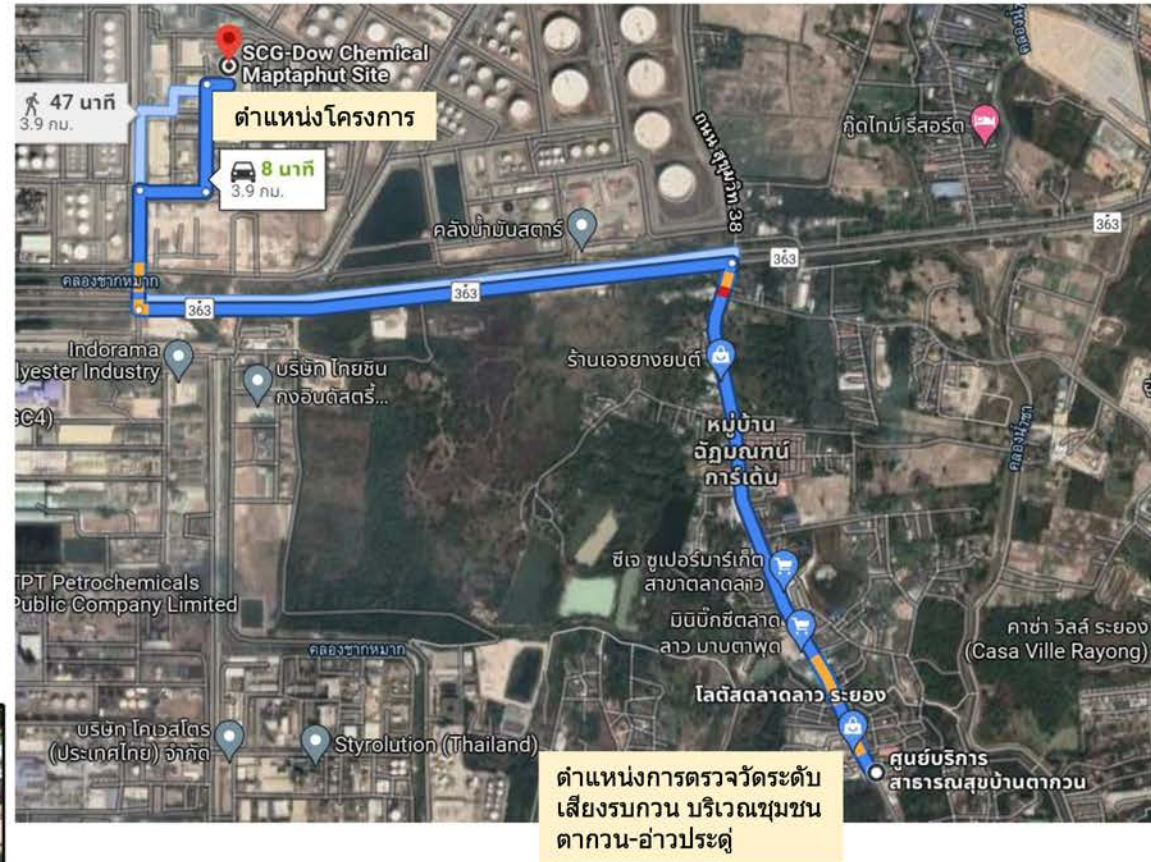 SCG-Dow Chemical
Maptaphut Site
47 นาที
3.9 กม.
ตำแหน่งโครงการ
8 นาที
3.9 กม.
ถนน สุขุมวิท 38
กู๊ดไทม์ รีสอร์ต
คลังน้ำมันสตาร์
363
363
363
363
คลองชากหมาก
Indorama
lyester Industry
บริษัท ไทยชิน
กงอินดัสตรี้...
ร้านเอจยางยนต์
GC4)
หมู่บ้าน
ฉัฏมณฑน์
การ์เด้น
คลองน้ำชา
ซีเจ ซูเปอร์มาร์เก็ต
สาขาตลาดลาว
TPT Petrochemicals
Public Company Limited
มินิบิ๊กซีตลาด
ลาว มาบตาพุด
คาซ่า วิลล์ ระยอง
(Casa Ville Rayong)
คลองชากหมาก
โลตัสตลาดลาว ระยอง
บริษัท โคเวสโตร
(ประเทศไทย) จำกัด
Styrolution (Thailand)
ศูนย์บริการ
สาธารณสุขบ้านตากวน
ตำแหน่งการตรวจวัดระดับ
เสียงรบกวน บริเวณชุมชน
ตากวน-อ่าวประดู่